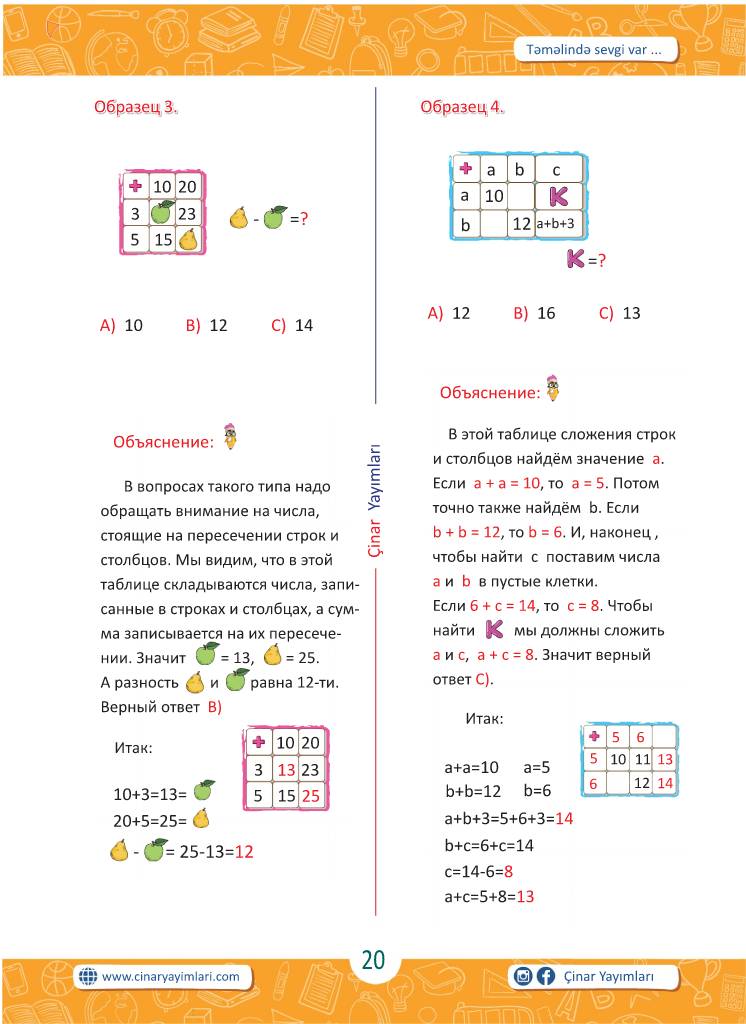 Təməlində sevgi var ...
Образец 3.
+ 10 20
3 23
5 15
- =?
A) 10 B) 12 C) 14
Объяснение:
В вопросах такого типа надо
обращать внимание на числа,
стоящие на пересечении строк и
столбцов. Мы видим, что в этой
таблице складываются числа, запи-
санные в строках и столбцах, а сум-
ма записывается на их пересече-
нии. Значит = 13, = 25.
А разность и равна 12-ти.
Верный ответ B)
Итак:
+ 10 20
3 13 23
5 15 25
10+3=13=
20+5=25=
- = 25-13=12
Çinar Yayımları
Образец 4.
+ a b c
a 10 K
b 12 a+b+3
K =?
A) 12 B) 16 C) 13
Объяснение:
В этой таблице сложения строк
и столбцов найдём значение a.
Если a + a = 10, то a = 5. Потом
точно также найдём b. Если
b + b = 12, то b = 6. И, наконец ,
чтобы найти c поставим числа
a и b в пустые клетки.
Если 6 + c = 14, то c = 8. Чтобы
найти K мы должны сложить
a и c, a + c = 8. Значит верный
ответ C).
Итак:
+ 5 6
5 10 11 13
6 12 14
a+a=10 a=5
b+b=12 b=6
a+b+3=5+6+3=14
b+c=6+c=14
c=14-6=8
a+c=5+8=13
www.cinaryayimlari.com
20
Çinar Yayımları